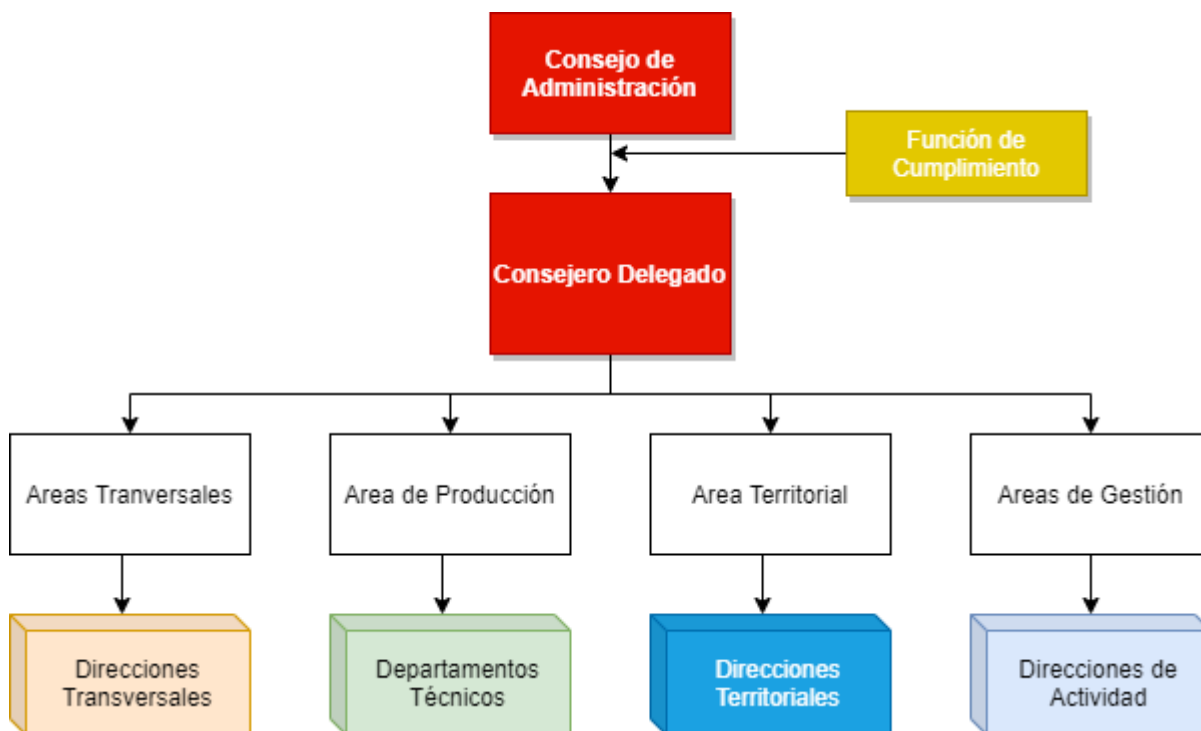 Consejo de
Administración
Función de
Cumplimiento
Consejero Delegado
Areas Tranversales
Area de Producción
Area Territorial
Areas de Gestión
Direcciones
Transversales
Departamentos
Técnicos
Direcciones
Territoriales
Direcciones de
Actividad